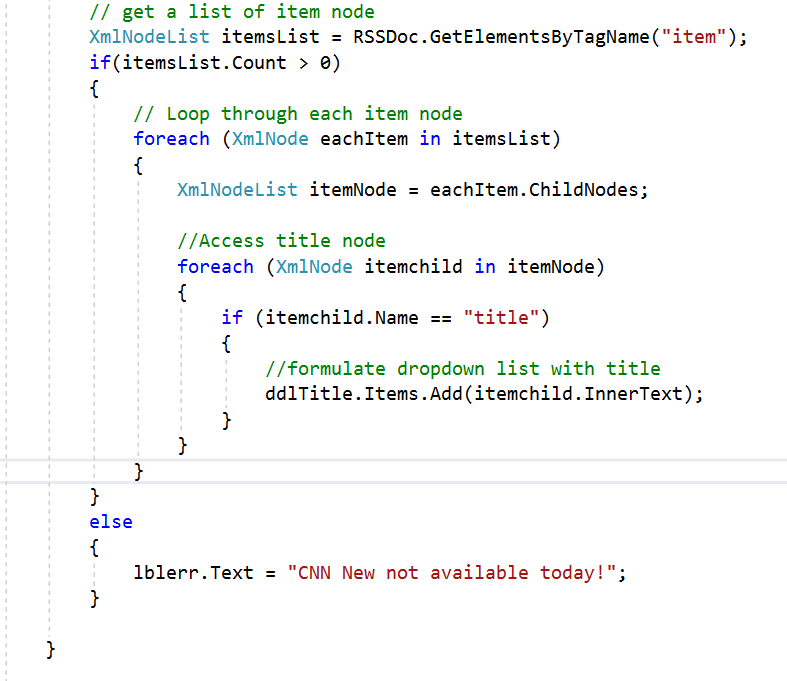 // get a list of item node
XmlNodeList itemsList = RSSDoc.GetElementsByTagName("item");
if(itemsList.Count > 0)
{
// Loop through each item node
foreach (XmlNode eachItem in itemsList)
{
XmlNodeList itemNode = eachItem.ChildNodes;
//Access title node
foreach (XmlNode itemchild in itemNode)
{
if (itemchild.Name == "title")
{
//formulate dropdown list with title
ddlTitle.Items.Add(itemchild.InnerText);
}
}
}
}
else
{
lblerr.Text = "CNN New not available today!";
}
}